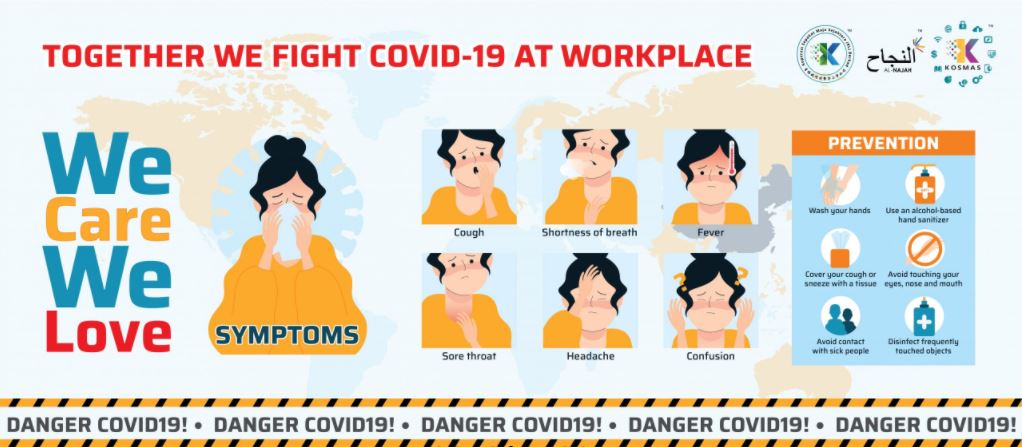 TOGETHER WE FIGHT COVID-19 AT WORKPLACE
النجاح
AL-NAJAH
KOSMAS
We
Care
We
Love
SYMPTOMS
Cough
Shortness of breath
Fever
Sore throat
Headache
Confusion
PREVENTION
Wash your hands
Use an alcohol-based
hand sanitizer
Cover your cough or
sneeze with a tissue
Avoid touching your
eyes, nose and mouth
Avoid contact
with sick people
Disinfect frequently
touched objects
DANGER COVID19! • DANGER COVID19! • DANGER COVID19! • DANGER COVID19! • DANGER COVID19!